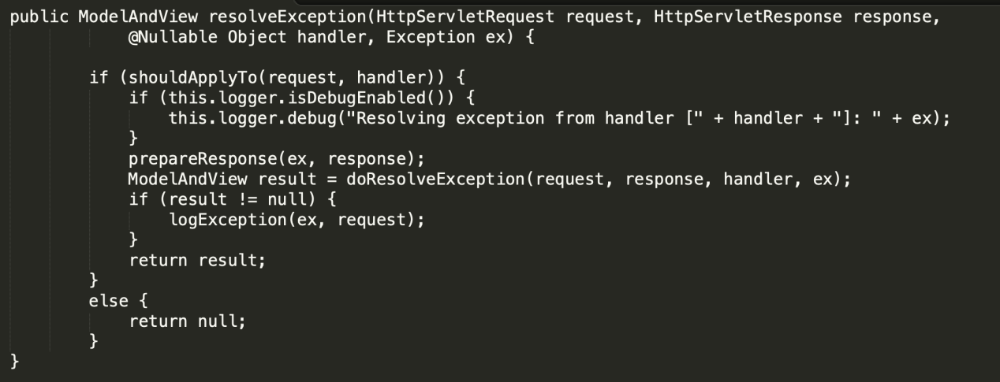 public ModelAndView resolveException(HttpServletRequest request, HttpServletResponse response,
            @Nullable Object handler, Exception ex) {

        if (shouldApplyTo(request, handler)) {
            if (this.logger.isDebugEnabled()) {
                this.logger.debug("Resolving exception from handler [" + handler + "]: " + ex);
            }
            prepareResponse(ex, response);
            ModelAndView result = doResolveException(request, response, handler, ex);
            if (result != null) {
                logException(ex, request);
            }
            return result;
        }
        else {
            return null;
        }
}